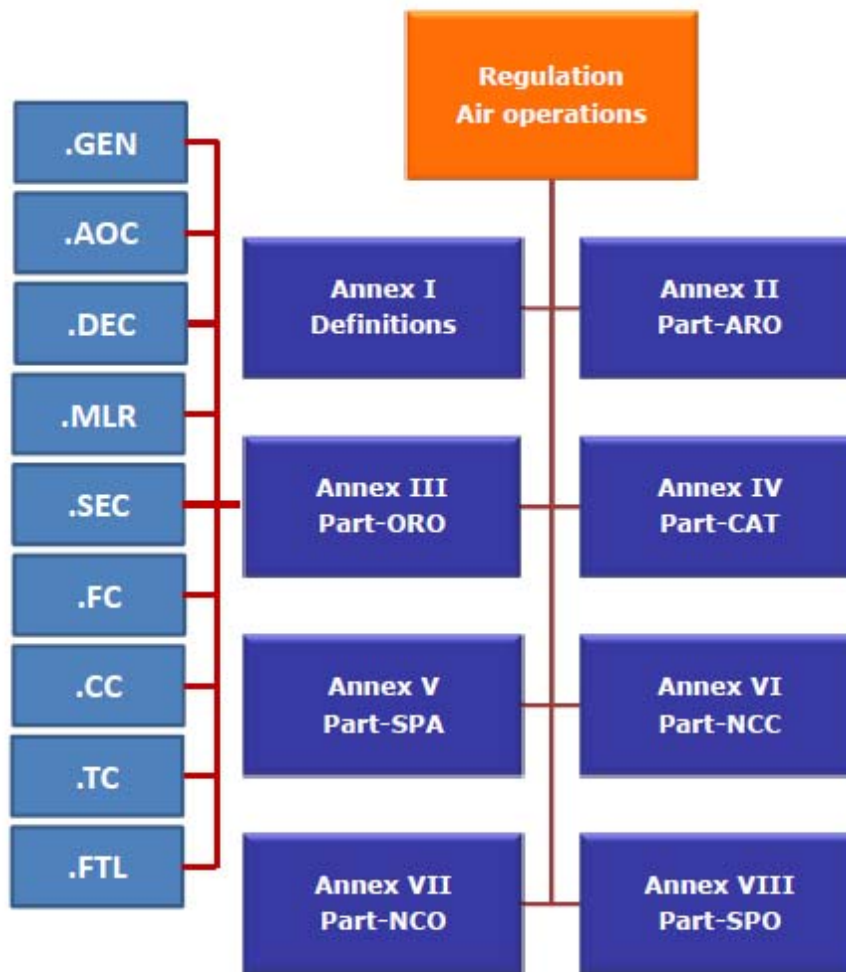 Regulation
Air operations
.GEN
.AOC
.DEC
.MLR
.SEC
.FC
.CC
.TC
.FTL
Annex I
Definitions
Annex II
Part-ARO
Annex III
Part-ORO
Annex IV
Part-CAT
Annex V
Part-SPA
Annex VI
Part-NCC
Annex VII
Part-NCO
Annex VIII
Part-SPO